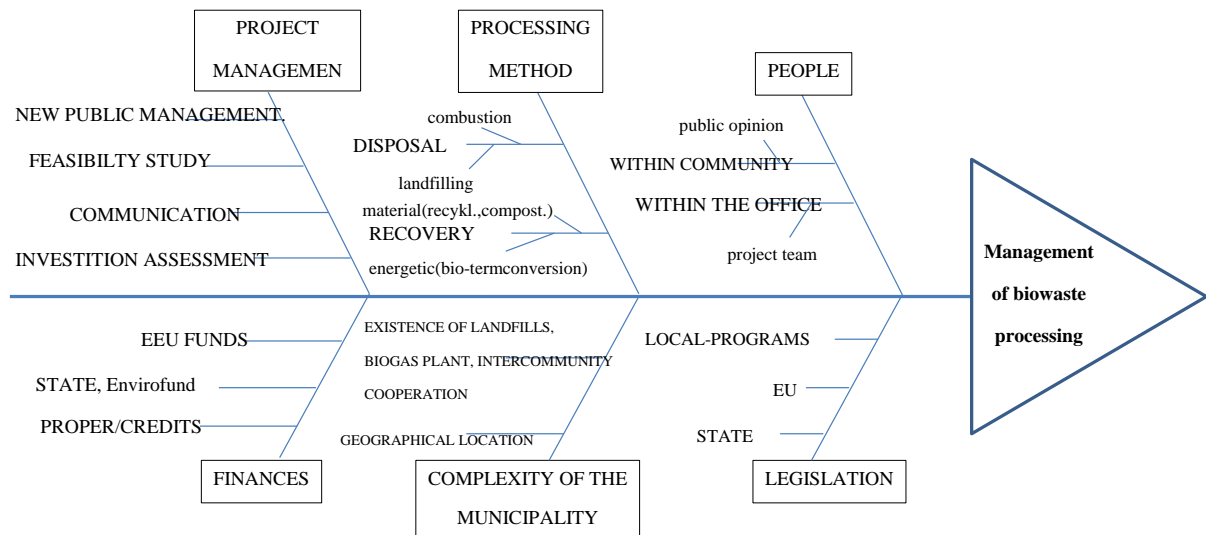 PROJECT
MANAGEMEN
PROCESSING
METHOD
PEOPLE
NEW PUBLIC MANAGEMENT.
FEASIBILTY STUDY
COMMUNICATION
INVESTITION ASSESSMENT
combustion
DISPOSAL
landfilling
material(recykl.,compost.)
RECOVERY
energetic(bio-termconversion)
public opinion
WITHIN COMMUNITY
WITHIN THE OFFICE
project team
Management
of biowaste
processing
EEU FUNDS
STATE, Envirofund
PROPER/CREDITS
EXISTENCE OF LANDFILLS,
BIOGAS PLANT, INTERCOMMUNITY
COOPERATION
GEOGRAPHICAL LOCATION
LOCAL-PROGRAMS
EU
STATE
FINANCES
COMPLEXITY OF THE
MUNICIPALITY
LEGISLATION